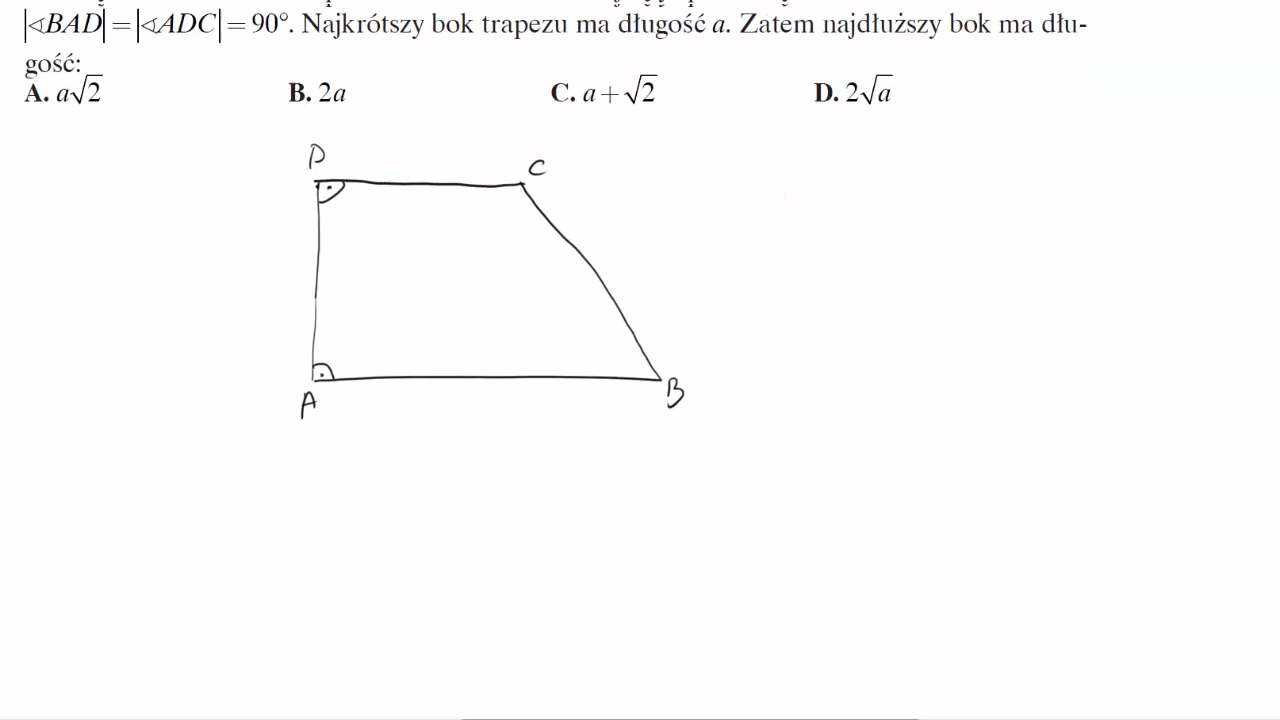 |∢BAD| = |∢ADC| = 90°. Najkrótszy bok trapezu ma długość a. Zatem najdłuższy bok ma dłu-
gość:
A. a√2 B. 2a C. a+√2 D. 2√a
D C
A B